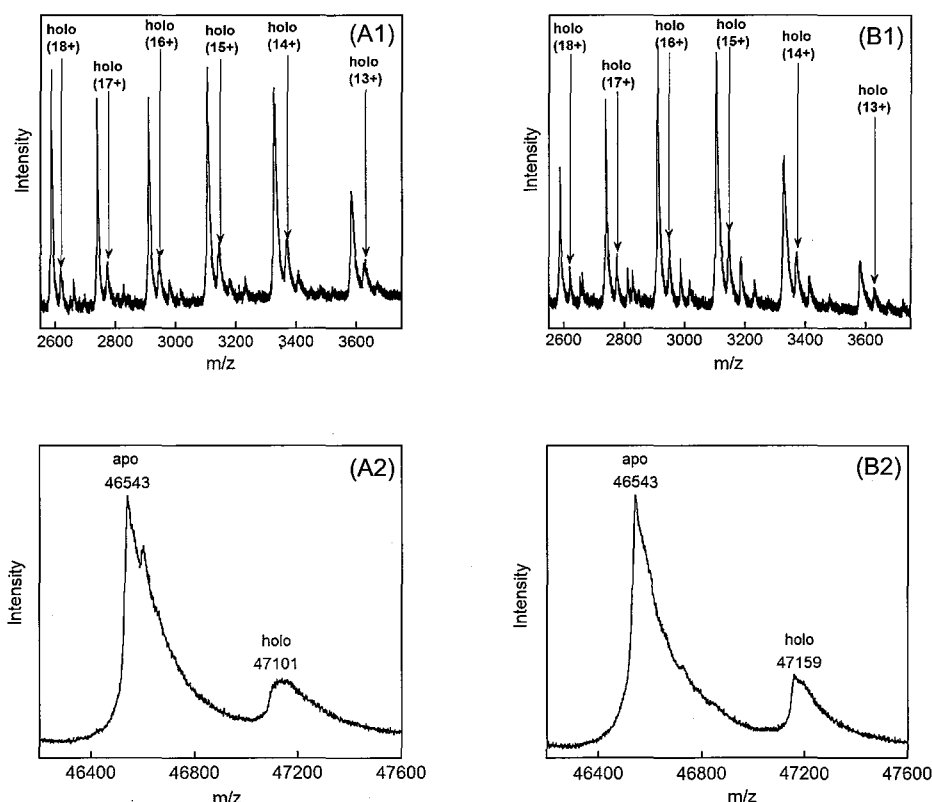 (A1)
holo
(18+)
holo
(17+)
holo
(16+)
holo
(15+)
holo
(14+)
holo
(13+)
Intensity
2600 2800 3000 3200 3400 3600
m/z
(B1)
holo
(18+)
holo
(17+)
holo
(16+)
holo
(15+)
holo
(14+)
holo
(13+)
Intensity
2600 2800 3000 3200 3400 3600
m/z
(A2)
apo
46543
holo
47101
Intensity
46400 46800 47200 47600
m/z
(B2)
apo
46543
holo
47159
Intensity
46400 46800 47200 47600
m/z